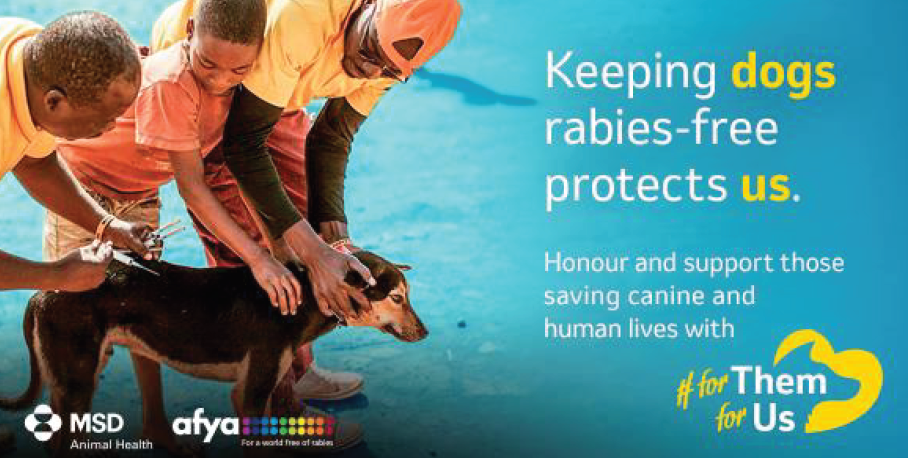 Keeping dogs
rabies-free
protects us.
Honour and support those
saving canine and
human lives with
# for Them
for Us
MSD
Animal Health
afya
For a world free of rabies